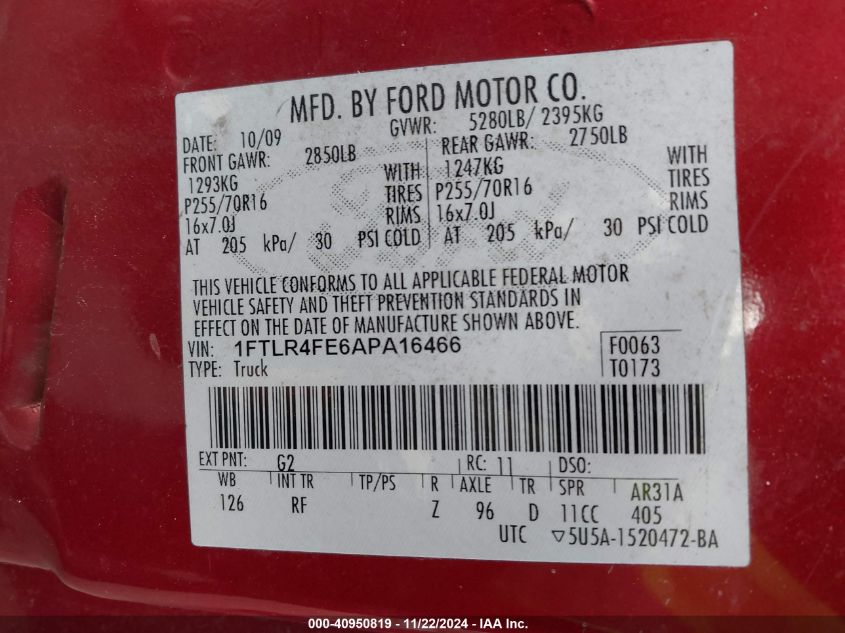 MFD. BY FORD MOTOR CO.
DATE: 10/09 GVWR: 5280LB/ 2395KG
FRONT GAWR: 2850LB REAR GAWR: 2750LB
1293KG WITH 1247KG WITH
P255/70R16 TIRES P255/70R16 TIRES
16x7.0J RIMS 16x7.0J RIMS
AT 205 kPa/ 30 PSI COLD AT 205 kPa/ 30 PSI COLD
THIS VEHICLE CONFORMS TO ALL APPLICABLE FEDERAL MOTOR
VEHICLE SAFETY AND THEFT PREVENTION STANDARDS IN
EFFECT ON THE DATE OF MANUFACTURE SHOWN ABOVE.
VIN: 1FTLR4FE6APA16466 F0063
TYPE: Truck T0173
EXT PNT: G2 RC: 11 DSO:
WB INT TR TP/PS R AXLE TR SPR AR31A
126 RF Z 96 D 11CC 405
UTC ▽5U5A-1520472-BA
000-40950819 - 11/22/2024 - IAA Inc.